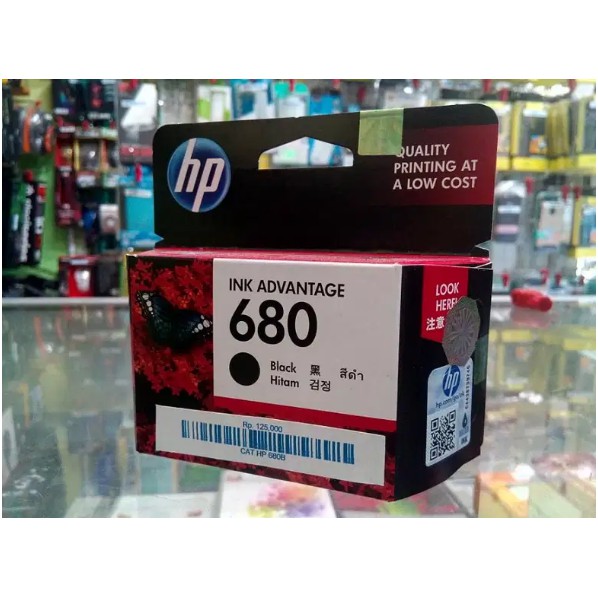 hp
QUALITY
PRINTING AT
A LOW COST
INK ADVANTAGE
680
Black 黑 สีดำ
Hitam 검정
Rp. 125,000
CAT HP 680B
LOOK
HERE!
注意
hp
INK